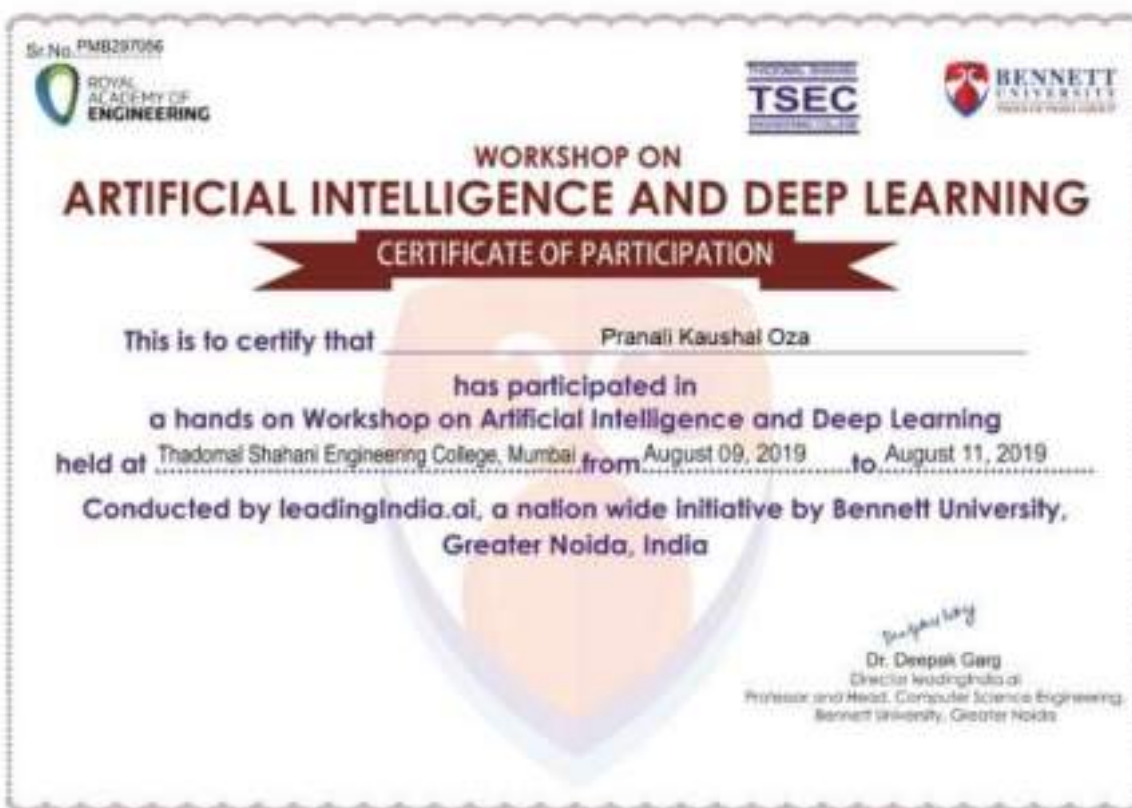 Sr.No. PMB297056
ROYAL
ACADEMY OF
ENGINEERING
THADOMAL SHAHANI
TSEC
ENGINEERING COLLEGE
BENNETT
UNIVERSITY
WORKSHOP ON
ARTIFICIAL INTELLIGENCE AND DEEP LEARNING
CERTIFICATE OF PARTICIPATION
This is to certify that Pranali Kaushal Oza
has participated in
a hands on Workshop on Artificial Intelligence and Deep Learning
held at Thadomal Shahani Engineering College, Mumbai from August 09, 2019 to August 11, 2019
Conducted by leadingindia.ai, a nation wide initiative by Bennett University,
Greater Noida, India
Dr. Deepak Garg
Director leadingindia.ai
Professor and Head, Computer Science Engineering,
Bennett University, Greater Noida